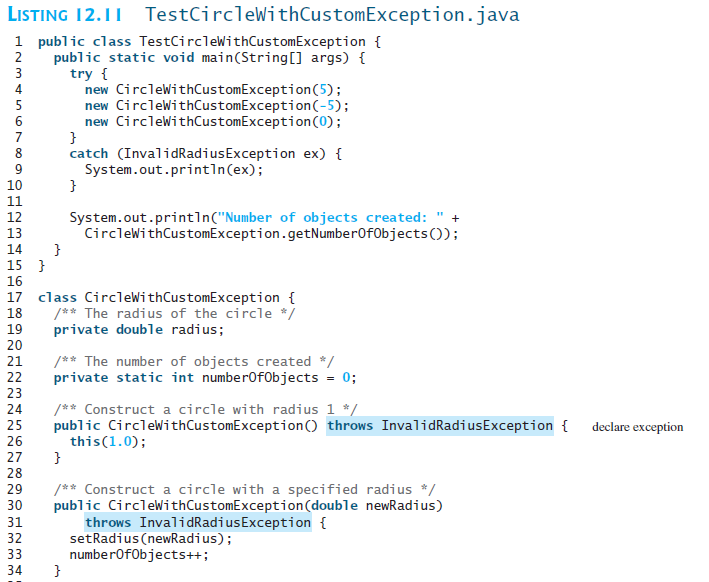 LISTING 12.11 TestCircleWithCustomException.java
1 public class TestCircleWithCustomException {
2 public static void main(String[] args) {
3 try {
4 new CircleWithCustomException(5);
5 new CircleWithCustomException(-5);
6 new CircleWithCustomException(0);
7 }
8 catch (InvalidRadiusException ex) {
9 System.out.println(ex);
10 }
11
12 System.out.println("Number of objects created: " +
13 CircleWithCustomException.getNumberOfObjects());
14 }
15 }
16
17 class CircleWithCustomException {
18 /** The radius of the circle */
19 private double radius;
20
21 /** The number of objects created */
22 private static int numberOfObjects = 0;
23
24 /** Construct a circle with radius 1 */
25 public CircleWithCustomException() throws InvalidRadiusException { declare exception
26 this(1.0);
27 }
28
29 /** Construct a circle with a specified radius */
30 public CircleWithCustomException(double newRadius)
31 throws InvalidRadiusException {
32 setRadius(newRadius);
33 numberOfObjects++;
34 }